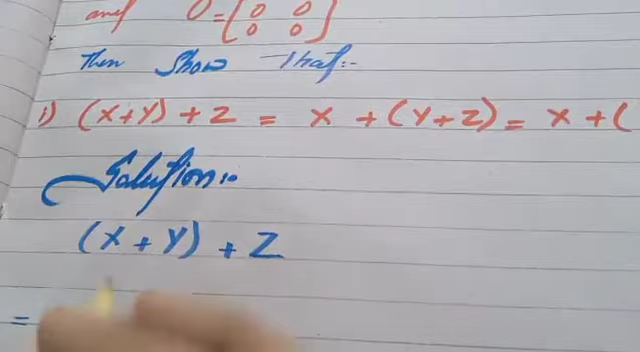 and O = [0 0
0 0]
Then Show That:-
1) (X+Y) + Z = X + (Y+Z) = X + (
Solution:-
(X + Y) + Z
=